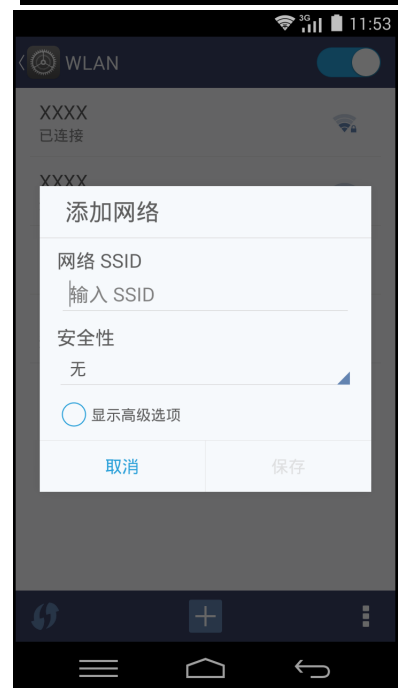 3G 11:53
WLAN
XXXX
已连接
XXXX
添加网络
网络 SSID
输入 SSID
安全性
无
显示高级选项
取消 保存